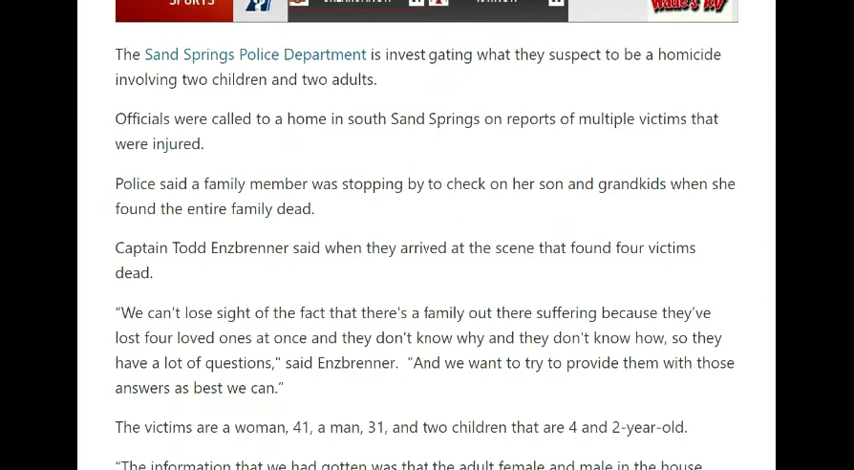 SPORTS
Wade's RV
The Sand Springs Police Department is invest gating what they suspect to be a homicide
involving two children and two adults.
Officials were called to a home in south Sand Springs on reports of multiple victims that
were injured.
Police said a family member was stopping by to check on her son and grandkids when she
found the entire family dead.
Captain Todd Enzbrenner said when they arrived at the scene that found four victims
dead.
“We can't lose sight of the fact that there's a family out there suffering because they’ve
lost four loved ones at once and they don't know why and they don't know how, so they
have a lot of questions," said Enzbrenner. "And we want to try to provide them with those
answers as best we can.”
The victims are a woman, 41, a man, 31, and two children that are 4 and 2-year-old.
“The information that we had gotten was that the adult female and male in the house